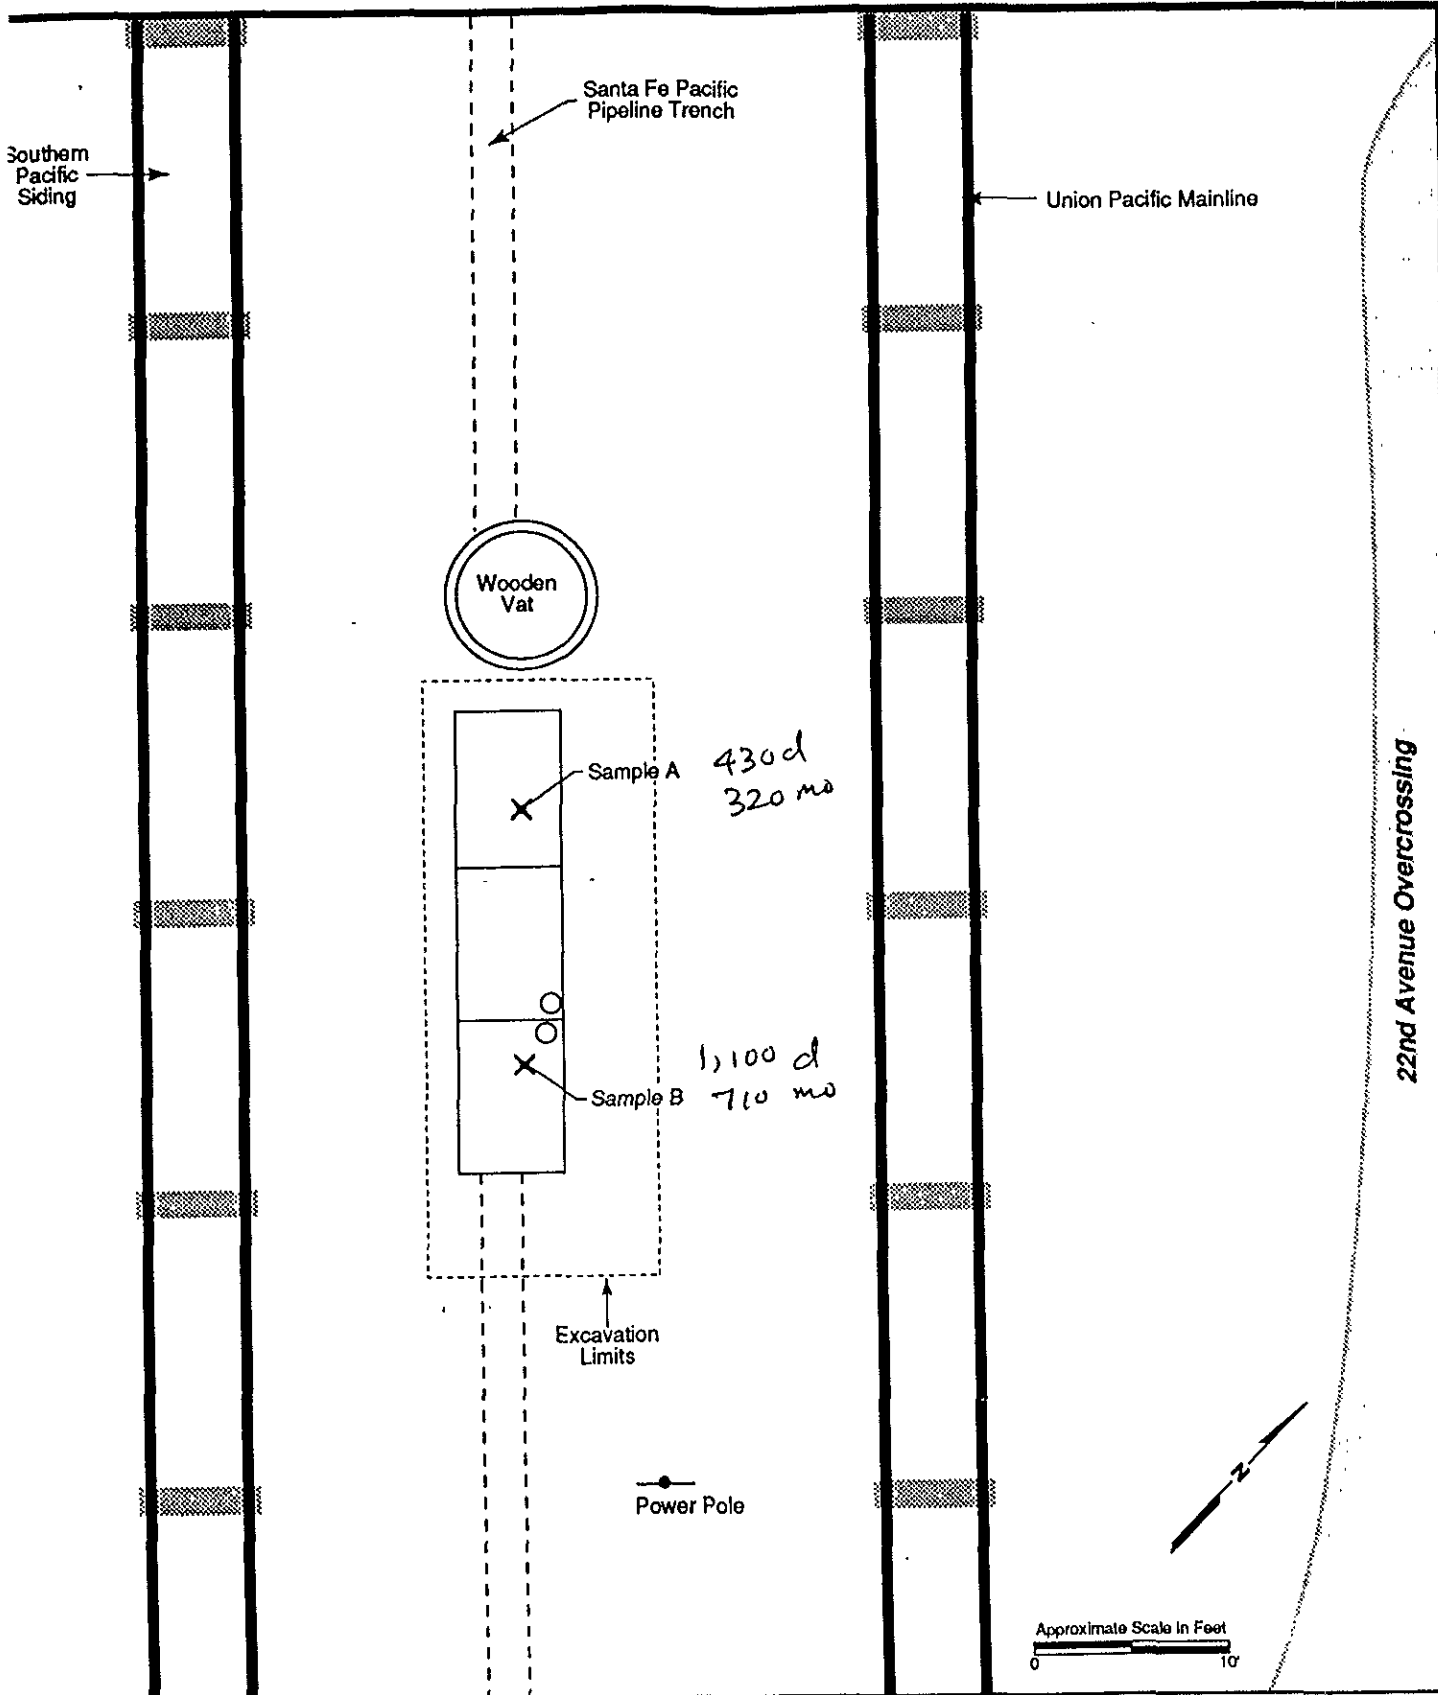 Santa Fe Pacific
Pipeline Trench
Southern
Pacific
Siding
Union Pacific Mainline
Wooden
Vat
Sample A
430 d
320 mo
22nd Avenue Overcrossing
Sample B
1,100 d
710 mo
Excavation
Limits
N
Power Pole
Approximate Scale in Feet
0
10'